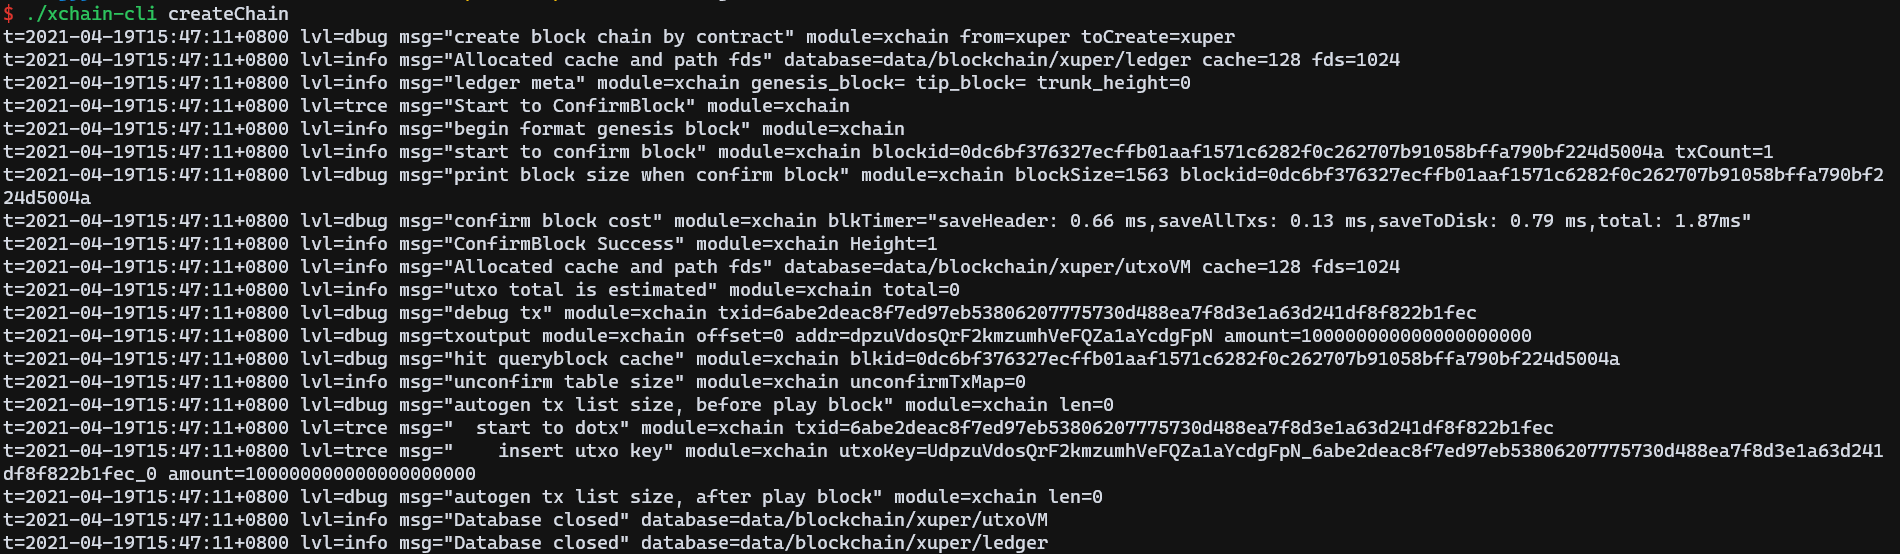 $ ./xchain-cli createChain
t=2021-04-19T15:47:11+0800 lvl=dbug msg="create block chain by contract" module=xchain from=xuper toCreate=xuper
t=2021-04-19T15:47:11+0800 lvl=info msg="Allocated cache and path fds" database=data/blockchain/xuper/ledger cache=128 fds=1024
t=2021-04-19T15:47:11+0800 lvl=info msg="ledger meta" module=xchain genesis_block= tip_block= trunk_height=0
t=2021-04-19T15:47:11+0800 lvl=trce msg="Start to ConfirmBlock" module=xchain
t=2021-04-19T15:47:11+0800 lvl=info msg="begin format genesis block" module=xchain
t=2021-04-19T15:47:11+0800 lvl=info msg="start to confirm block" module=xchain blockid=0dc6bf376327ecffb01aaf1571c6282f0c262707b91058bffa790bf224d5004a txCount=1
t=2021-04-19T15:47:11+0800 lvl=dbug msg="print block size when confirm block" module=xchain blockSize=1563 blockid=0dc6bf376327ecffb01aaf1571c6282f0c262707b91058bffa790bf2
24d5004a
t=2021-04-19T15:47:11+0800 lvl=dbug msg="confirm block cost" module=xchain blkTimer="saveHeader: 0.66 ms,saveAllTxs: 0.13 ms,saveToDisk: 0.79 ms,total: 1.87ms"
t=2021-04-19T15:47:11+0800 lvl=info msg="ConfirmBlock Success" module=xchain Height=1
t=2021-04-19T15:47:11+0800 lvl=info msg="Allocated cache and path fds" database=data/blockchain/xuper/utxoVM cache=128 fds=1024
t=2021-04-19T15:47:11+0800 lvl=info msg="utxo total is estimated" module=xchain total=0
t=2021-04-19T15:47:11+0800 lvl=dbug msg="debug tx" module=xchain txid=6abe2deac8f7ed97eb53806207775730d488ea7f8d3e1a63d241df8f822b1fec
t=2021-04-19T15:47:11+0800 lvl=dbug msg=txoutput module=xchain offset=0 addr=dpzuVdosQrF2kmzumhVeFQZa1aYcdgFpN amount=100000000000000000000
t=2021-04-19T15:47:11+0800 lvl=dbug msg="hit queryblock cache" module=xchain blkid=0dc6bf376327ecffb01aaf1571c6282f0c262707b91058bffa790bf224d5004a
t=2021-04-19T15:47:11+0800 lvl=info msg="unconfirm table size" module=xchain unconfirmTxMap=0
t=2021-04-19T15:47:11+0800 lvl=dbug msg="autogen tx list size, before play block" module=xchain len=0
t=2021-04-19T15:47:11+0800 lvl=trce msg="  start to dotx" module=xchain txid=6abe2deac8f7ed97eb53806207775730d488ea7f8d3e1a63d241df8f822b1fec
t=2021-04-19T15:47:11+0800 lvl=trce msg="    insert utxo key" module=xchain utxoKey=UdpzuVdosQrF2kmzumhVeFQZa1aYcdgFpN_6abe2deac8f7ed97eb53806207775730d488ea7f8d3e1a63d241
df8f822b1fec_0 amount=100000000000000000000
t=2021-04-19T15:47:11+0800 lvl=dbug msg="autogen tx list size, after play block" module=xchain len=0
t=2021-04-19T15:47:11+0800 lvl=info msg="Database closed" database=data/blockchain/xuper/utxoVM
t=2021-04-19T15:47:11+0800 lvl=info msg="Database closed" database=data/blockchain/xuper/ledger